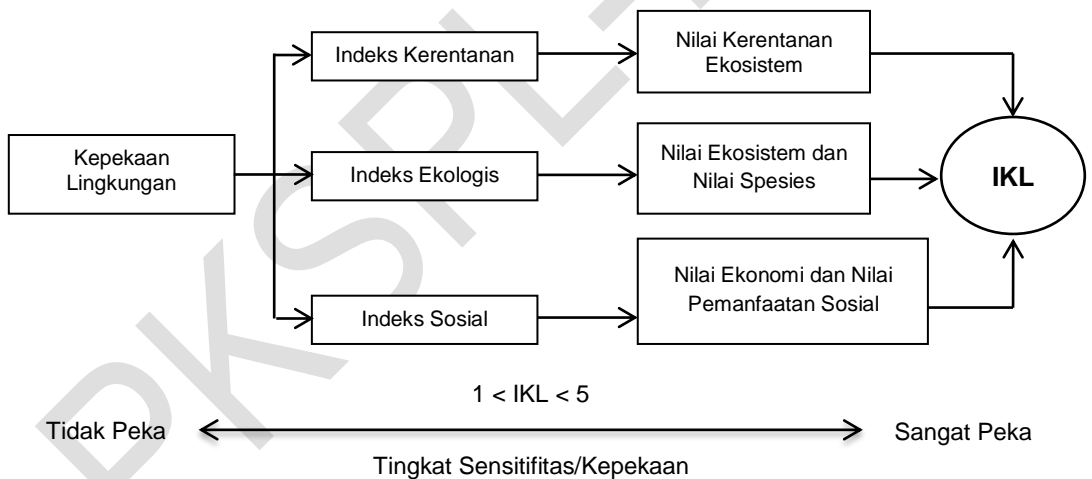 Kepekaan
Lingkungan
Indeks Kerentanan
Indeks Ekologis
Indeks Sosial
Nilai Kerentanan
Ekosistem
Nilai Ekosistem dan
Nilai Spesies
Nilai Ekonomi dan Nilai
Pemanfaatan Sosial
IKL
1 < IKL < 5
Tidak Peka
Sangat Peka
Tingkat Sensitifitas/Kepekaan
PKSPL-